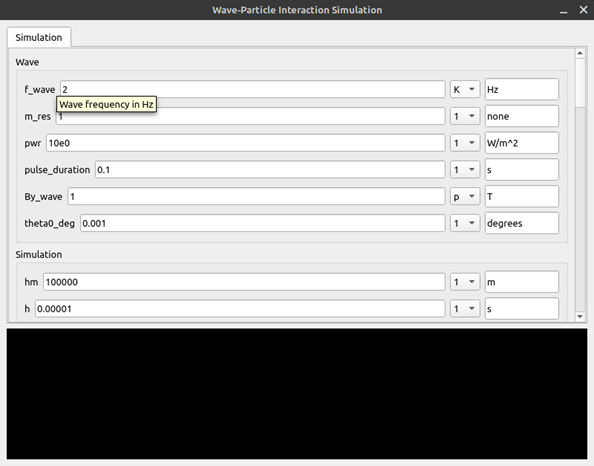 Wave-Particle Interaction Simulation
Simulation
Wave
f_wave 2 K Hz
Wave frequency in Hz
m_res 1 1 none
pwr 10e0 1 W/m^2
pulse_duration 0.1 1 s
By_wave 1 p T
theta0_deg 0.001 1 degrees
Simulation
hm 100000 1 m
h 0.00001 1 s